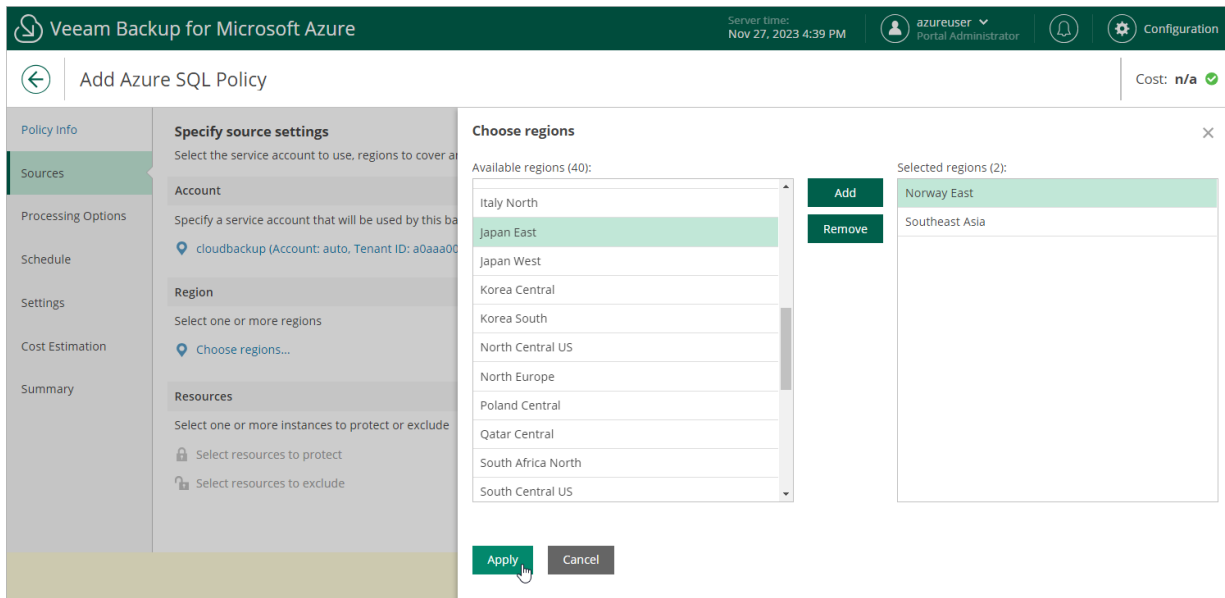 Veeam Backup for Microsoft Azure
Server time:
Nov 27, 2023 4:39 PM
azureuser
Portal Administrator
Configuration
Add Azure SQL Policy
Cost: n/a
Policy Info
Sources
Processing Options
Schedule
Settings
Cost Estimation
Summary
Specify source settings
Select the service account to use, regions to cover
Account
Specify a service account that will be used by this
cloudbackup (Account: auto, Tenant ID: a0aaa00
Region
Select one or more regions
Choose regions...
Resources
Select one or more instances to protect or exclude
Select resources to protect
Select resources to exclude
Choose regions
Available regions (40):
Italy North
Japan East
Japan West
Korea Central
Korea South
North Central US
North Europe
Poland Central
Qatar Central
South Africa North
South Central US
Add
Remove
Selected regions (2):
Norway East
Southeast Asia
Apply
Cancel